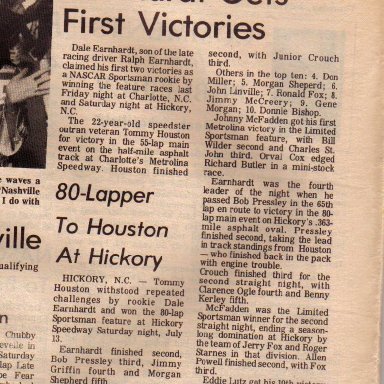 First Victories
Dale Earnhardt, son of the late
racing driver Ralph Earnhardt,
claimed his first two victories as
a NASCAR Sportsman rookie by
winning the feature races last
Friday night at Charlotte, N.C.
and Saturday night at Hickory,
N.C.
The 22-year-old speedster
outran veteran Tommy Houston
for victory in the 55-lap main
event on the half-mile asphalt
track at Charlotte's Metrolina
Speedway. Houston finished
second, with Junior Crouch
third.
Others in the top ten: 4. Don
Miller; 5. Morgan Sheperd; 6.
John Linville; 7. Ronald Fox; 8.
Jimmy McCreery; 9. Gene
Morgan; 10. Donnie Bishop.
Johnny McFadden got his first
Metrolina victory in the Limited
Sportsman feature, with Bill
Wilder second and Charles St.
John third. Orval Cox edged
Richard Butler in a mini-stock
race.
Earnhardt was the fourth
leader of the night when he
passed Bob Pressley in the 65th
lap en route to victory in the 80-
lap main event on Hickory's .363-
mile asphalt oval. Pressley
finished second, taking the lead
in track standings from Houston
— who finished back in the pack
with engine trouble.
Crouch finished third for the
second straight night, with
Clarence Ogle fourth and Benny
Kerley fifth.
McFadden was the Limited
Sportsman winner for the second
straight night, ending a season-
long domination at Hickory by
the team of Jerry Fox and Roger
Starnes in that division. Allen
Powell finished second, with Fox
third.
Eddie Lutz got his 10th
80-Lapper
To Houston
At Hickory
HICKORY, N.C. — Tommy
Houston withstood repeated
challenges by rookie Dale
Earnhardt and won the 80-lap
Sportsman feature at Hickory
Speedway Saturday night, July
13.
Earnhardt finished second,
Bob Pressley third, Jimmy
Griffin fourth and Morgan
Shepherd fifth
waves a
Nashville
I do with
ville
ualifying
n
Chubby
Saturday
Lap Late
pe Fear